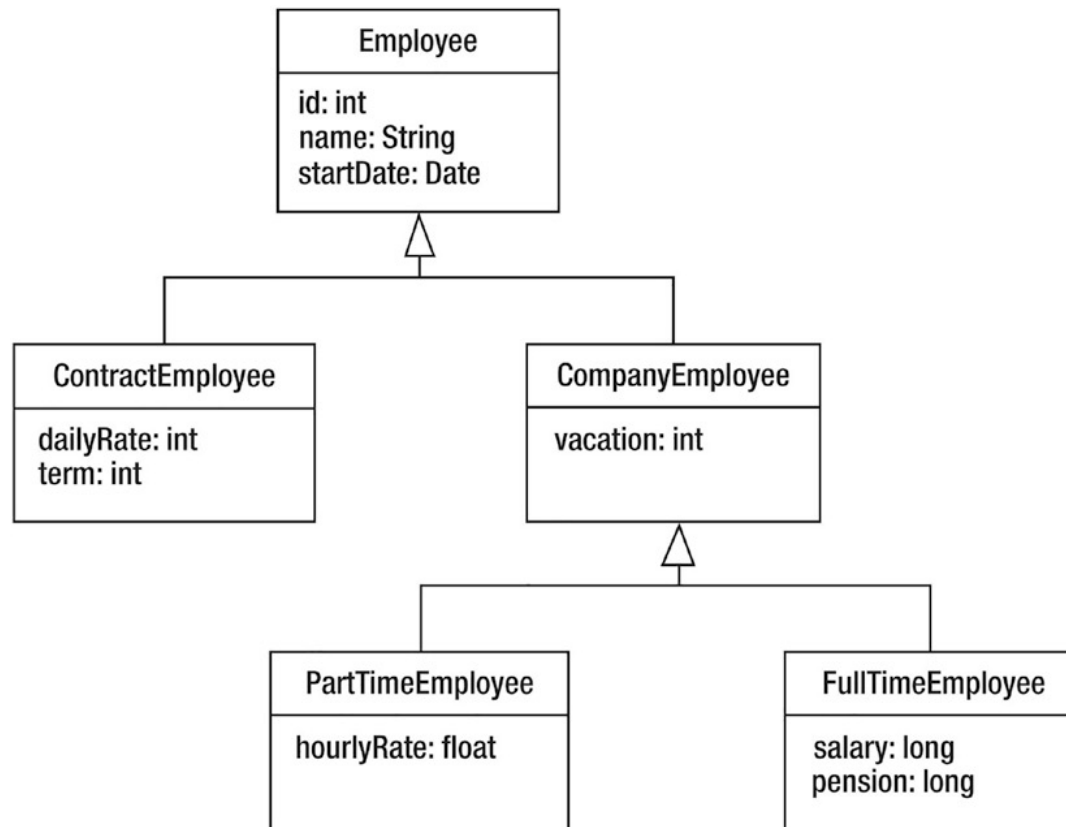 Employee
id: int
name: String
startDate: Date
ContractEmployee
dailyRate: int
term: int
CompanyEmployee
vacation: int
PartTimeEmployee
hourlyRate: float
FullTimeEmployee
salary: long
pension: long